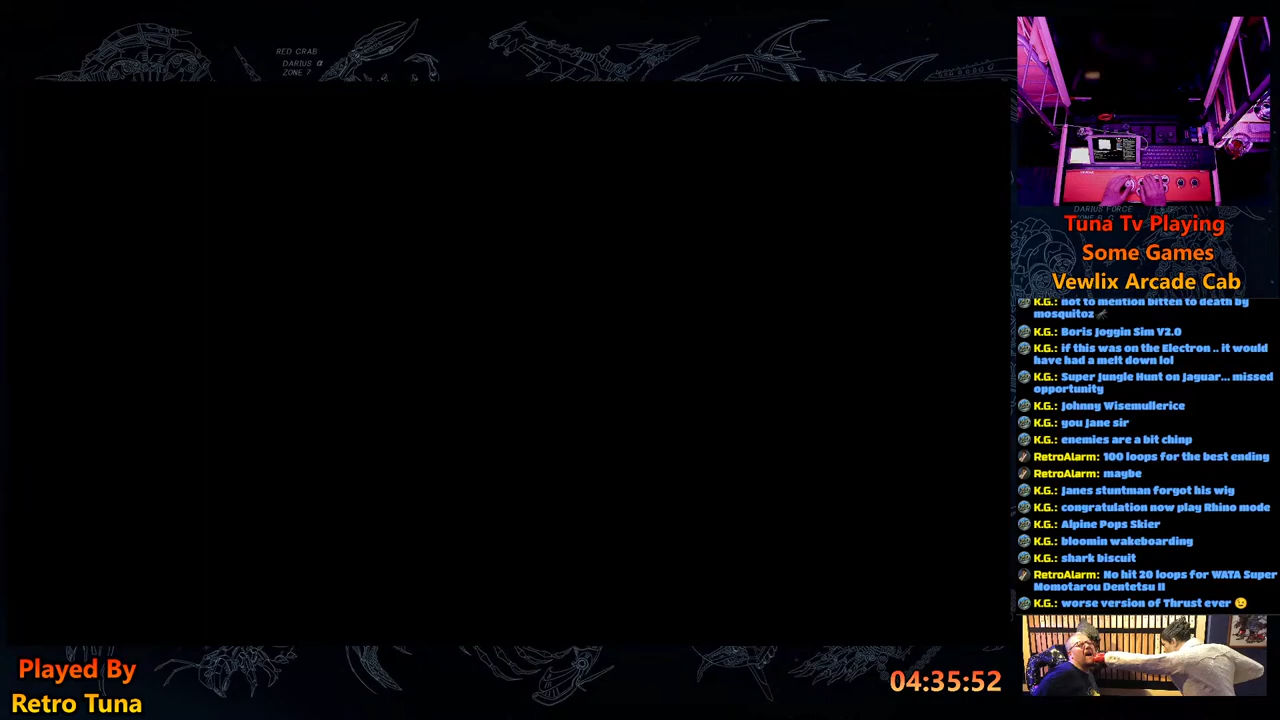 RED CRAB
DARIUS α
ZONE 7
DARIUS FORCE
Tuna Tv Playing
Some Games
Vewlix Arcade Cab
K.G.: not to mention bitten to death by
mosquitoz
K.G.: Boris Joggin Sim V2.0
K.G.: if this was on the Electron .. it would
have had a melt down lol
K.G.: Super Jungle Hunt on Jaguar... missed
opportunity
K.G.: Johnny Wisemullerice
K.G.: you Jane sir
K.G.: enemies are a bit chinp
RetroAlarm: 100 loops for the best ending
RetroAlarm: maybe
K.G.: Janes stuntman forgot his wig
K.G.: congratulation now play Rhino mode
K.G.: Alpine Pops Skier
K.G.: bloomin wakeboarding
K.G.: shark biscuit
RetroAlarm: No hit 20 loops for WATA Super
Momotarou Dentetsu II
K.G.: worse version of Thrust ever 😉
Played By
Retro Tuna
04:35:52